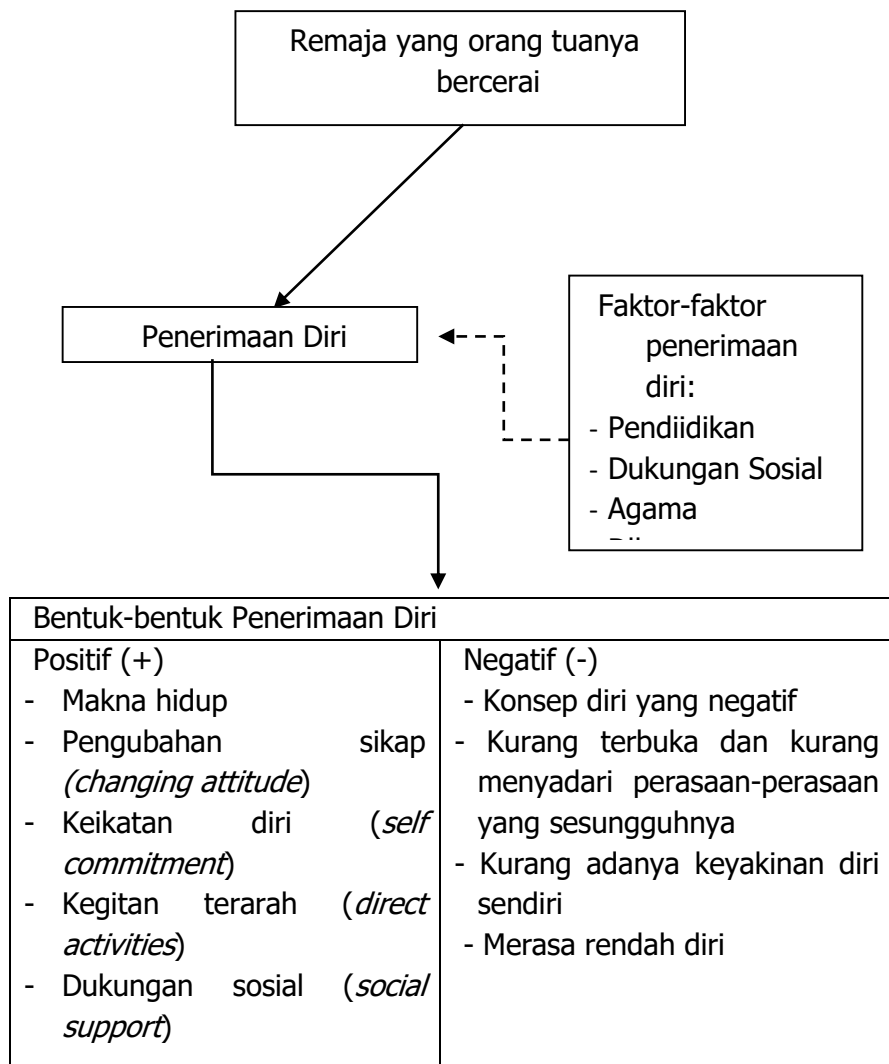 Remaja yang orang tuanya
bercerai
Penerimaan Diri
Faktor-faktor
penerimaan
diri:
- Pendiidikan
- Dukungan Sosial
- Agama
Bentuk-bentuk Penerimaan Diri
Positif (+)
- Makna hidup
- Pengubahan sikap
(changing attitude)
- Keikatan diri (self
commitment)
- Kegitan terarah (direct
activities)
- Dukungan sosial (social
support)
Negatif (-)
- Konsep diri yang negatif
- Kurang terbuka dan kurang
menyadari perasaan-perasaan
yang sesungguhnya
- Kurang adanya keyakinan diri
sendiri
- Merasa rendah diri